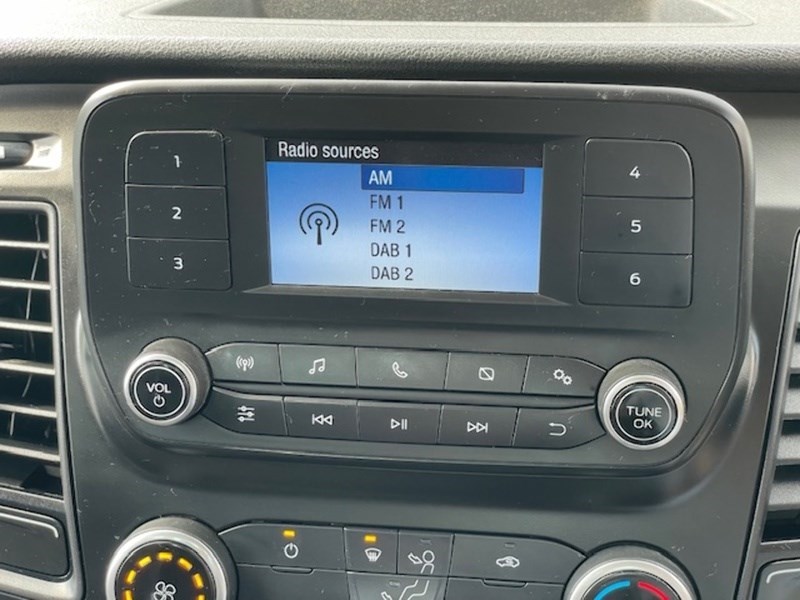 Radio sources
AM
FM 1
FM 2
DAB 1
DAB 2
1
2
3
4
5
6
VOL
TUNE
OK